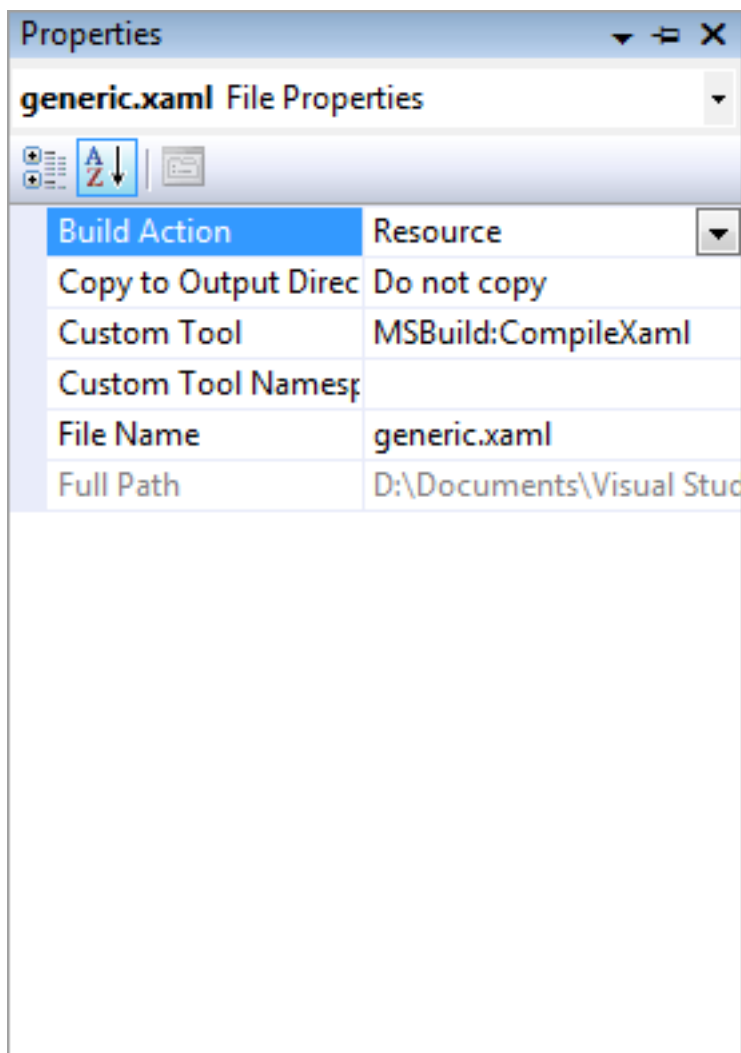 Properties
generic.xaml File Properties
Build Action Resource
Copy to Output Direc Do not copy
Custom Tool MSBuild:CompileXaml
Custom Tool Namesp
File Name generic.xaml
Full Path D:\Documents\Visual Stud